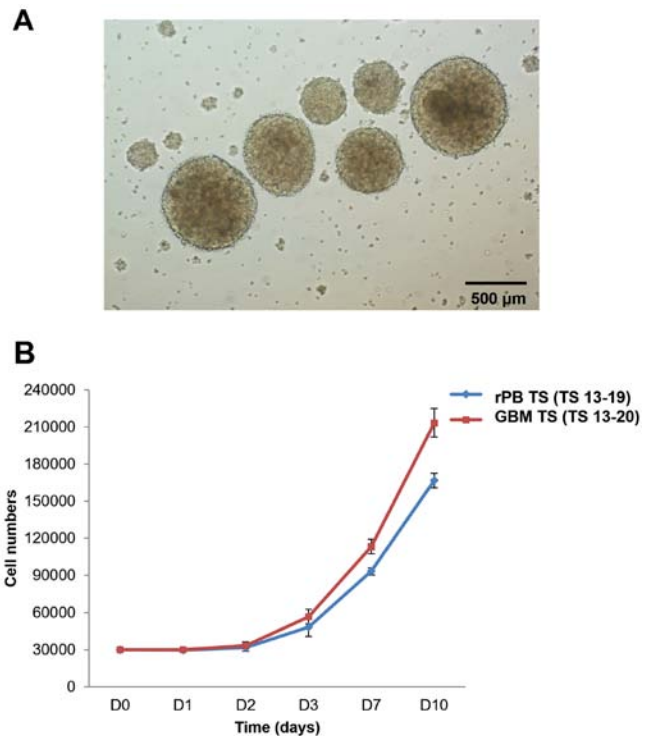 A
500 µm
B
240000
210000
180000
150000
120000
90000
60000
30000
0
Cell numbers
D0 D1 D2 D3 D7 D10
Time (days)
rPB TS (TS 13-19)
GBM TS (TS 13-20)